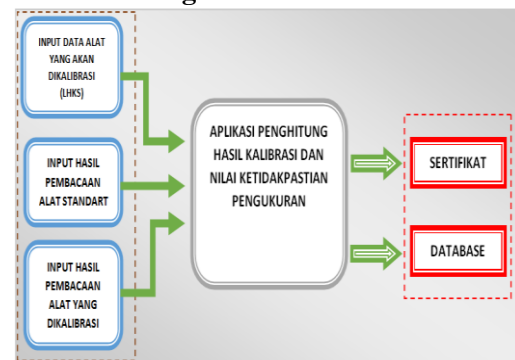 INPUT DATA ALAT
YANG AKAN
DIKALIBRASI
(LHKS)
INPUT HASIL
PEMBACAAN
ALAT STANDART
INPUT HASIL
PEMBACAAN
ALAT YANG
DIKALIBRASI
APLIKASI PENGHITUNG
HASIL KALIBRASI DAN
NILAI KETIDAKPASTIAN
PENGUKURAN
SERTIFIKAT
DATABASE